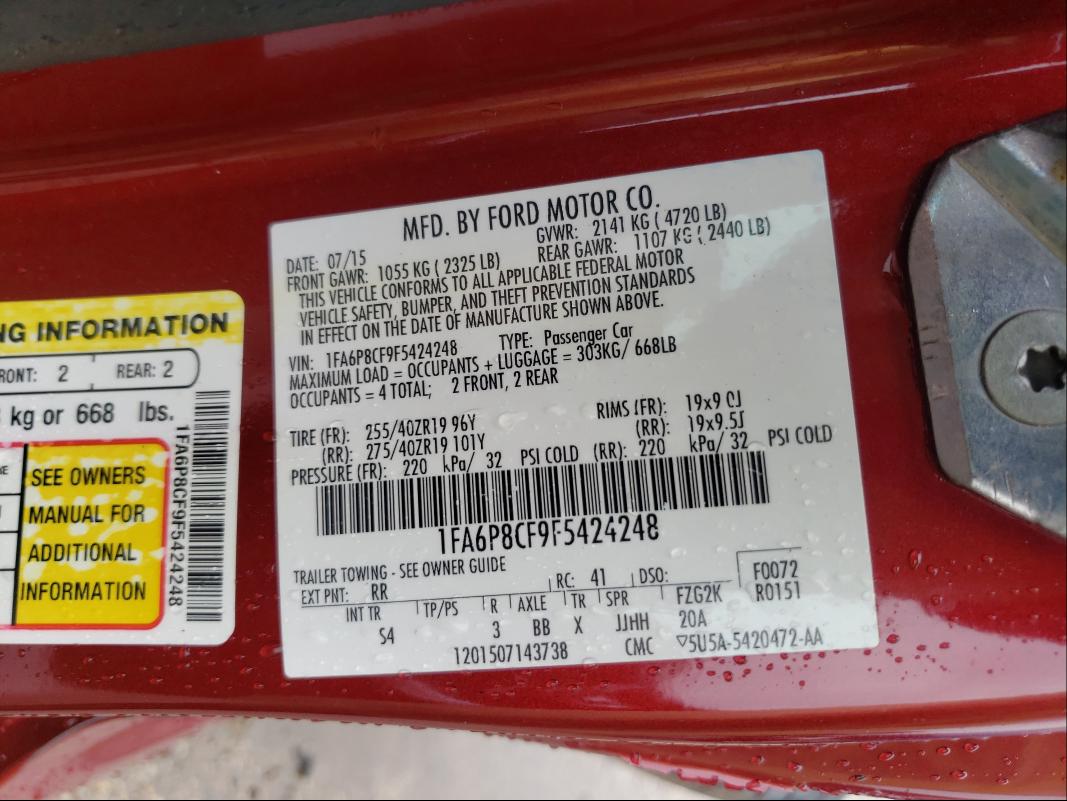 MFD. BY FORD MOTOR CO.
DATE: 07/15 GVWR: 2141 KG ( 4720 LB)
FRONT GAWR: 1055 KG ( 2325 LB) REAR GAWR: 1107 KG ( 2440 LB)
THIS VEHICLE CONFORMS TO ALL APPLICABLE FEDERAL MOTOR
VEHICLE SAFETY, BUMPER, AND THEFT PREVENTION STANDARDS
IN EFFECT ON THE DATE OF MANUFACTURE SHOWN ABOVE.
VIN: 1FA6P8CF9F5424248 TYPE: Passenger Car
MAXIMUM LOAD = OCCUPANTS + LUGGAGE = 303KG/ 668LB
OCCUPANTS = 4 TOTAL; 2 FRONT, 2 REAR
TIRE (FR): 255/40ZR19 96Y RIMS (FR): 19x9.0J
(RR): 275/40ZR19 101Y (RR): 19x9.5J
PRESSURE (FR): 220 kPa/ 32 PSI COLD (RR): 220 kPa/ 32 PSI COLD
1FA6P8CF9F5424248
TRAILER TOWING - SEE OWNER GUIDE
EXT PNT: RR RC: 41 DSO: F0072
R0151
INT TR TP/PS R AXLE TR SPR FZG2K
S4 3 BB X JJHH 20A
1201507143738 CMC ▽5U5A-5420472-AA
NG INFORMATION
FRONT: 2 REAR: 2
kg or 668 lbs.
SEE OWNERS
MANUAL FOR
ADDITIONAL
INFORMATION
1FA6P8CF9F5424248